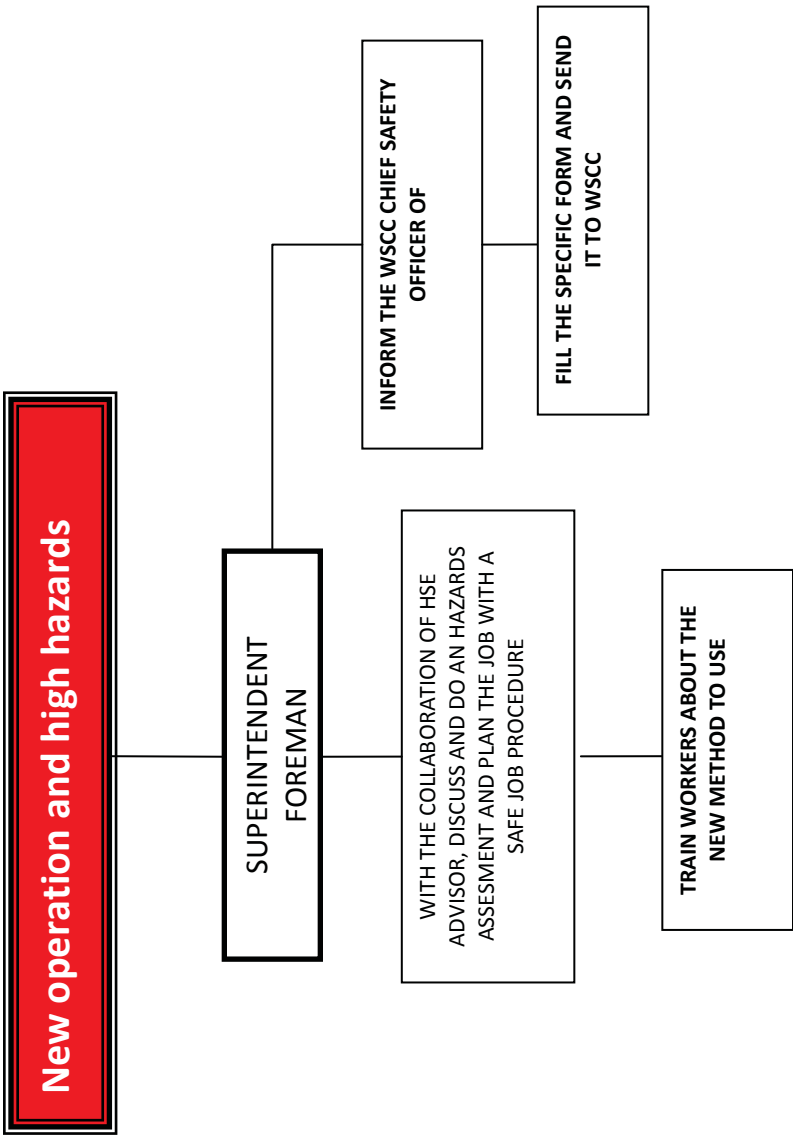 New operation and high hazards
SUPERINTENDENT
FOREMAN
WITH THE COLLABORATION OF HSE
ADVISOR, DISCUSS AND DO AN HAZARDS
ASSESMENT AND PLAN THE JOB WITH A
SAFE JOB PROCEDURE
TRAIN WORKERS ABOUT THE
NEW METHOD TO USE
INFORM THE WSCC CHIEF SAFETY
OFFICER OF
FILL THE SPECIFIC FORM AND SEND
IT TO WSCC